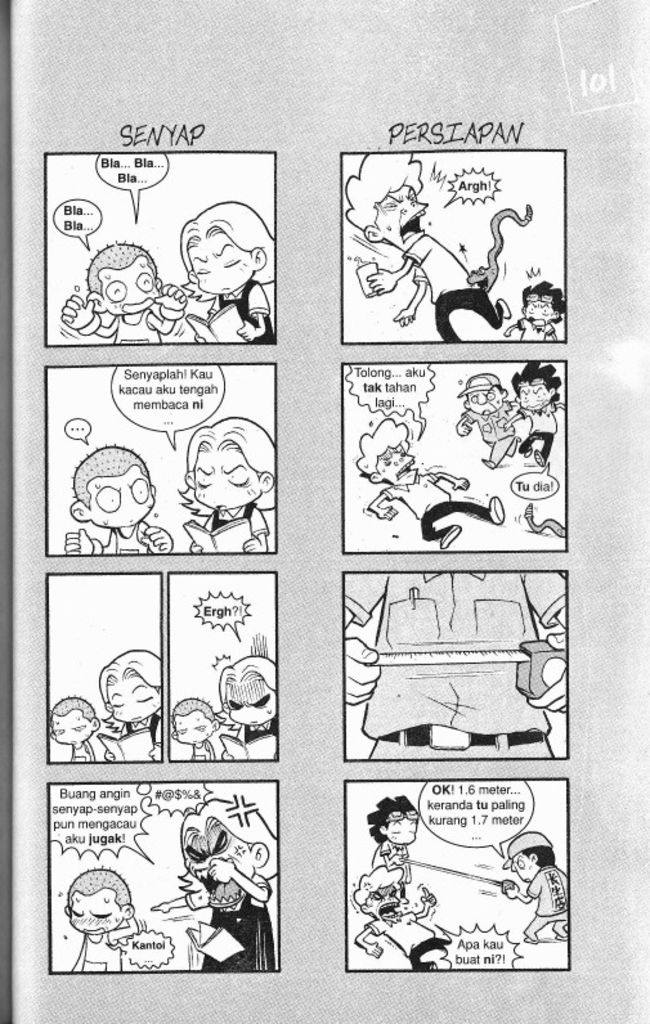 101
SENYAP
Bla... Bla...
Bla...
Bla...
Bla...
Senyaplah! Kau
kacau aku tengah
membaca ni
...
...
Ergh?!
Buang angin
senyap-senyap
pun mengacau
aku jugak!
#@$%&
Kantoi
...
PERSIAPAN
Argh!
Tolong... aku
tak tahan
lagi...
Tu dia!
OK! 1.6 meter...
keranda tu paling
kurang 1.7 meter
...
Apa kau
buat ni?!